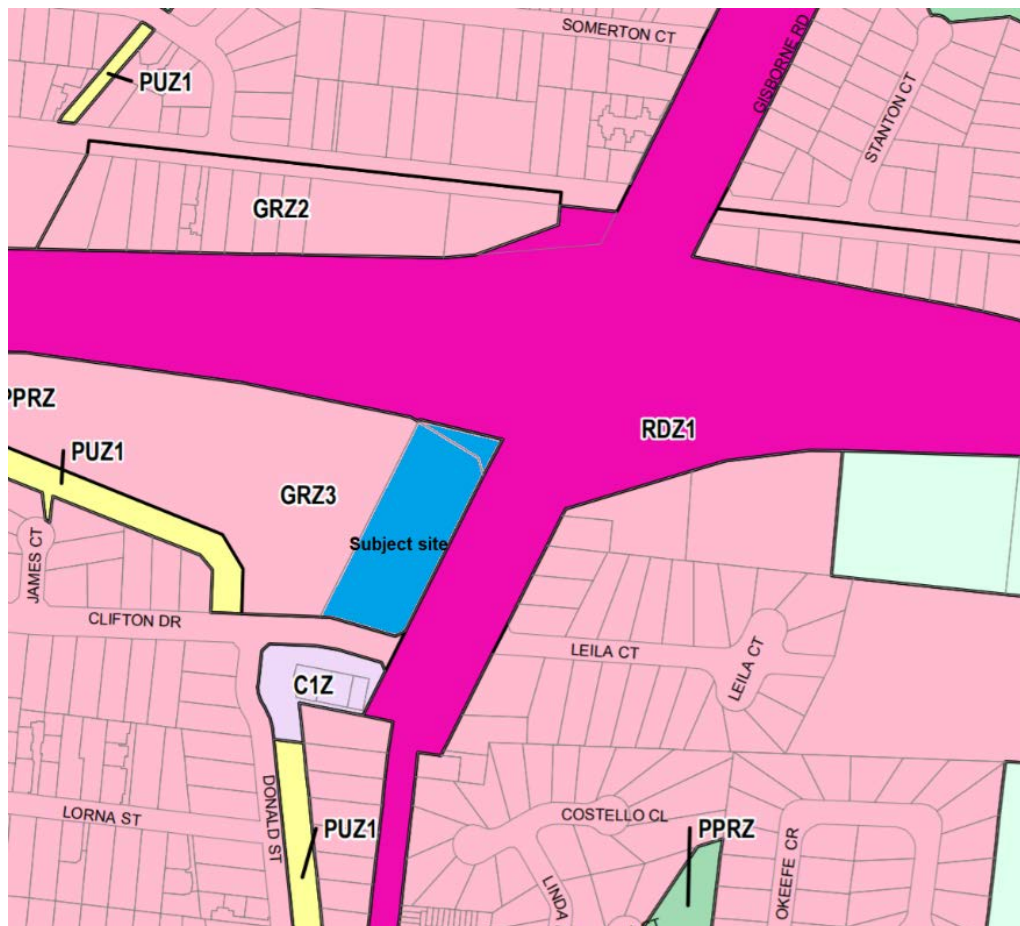 SOMERTON CT
GISBORNE RD
PUZ1
STANTON CT
GRZ2
PPRZ
RDZ1
PUZ1
GRZ3
Subject site
JAMES CT
CLIFTON DR
LEILA CT
LEILA CT
C1Z
DONALD ST
LORNA ST
COSTELLO CL
PPRZ
PUZ1
OKEEFE CR
LINDA
CT